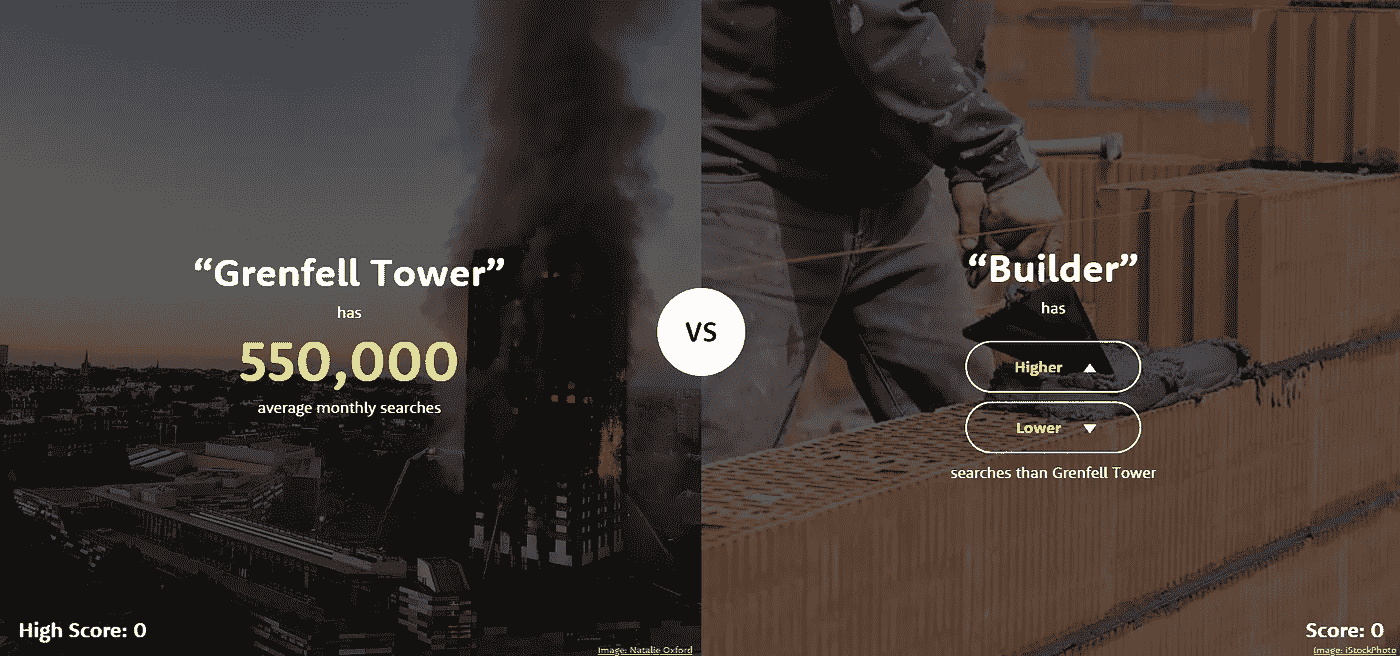 “Grenfell Tower”
has
550,000
average monthly searches
VS
“Builder”
has
Higher ▲
Lower ▼
searches than Grenfell Tower
High Score: 0
Image: Natalie Oxford
Score: 0
Image: iStockPhoto